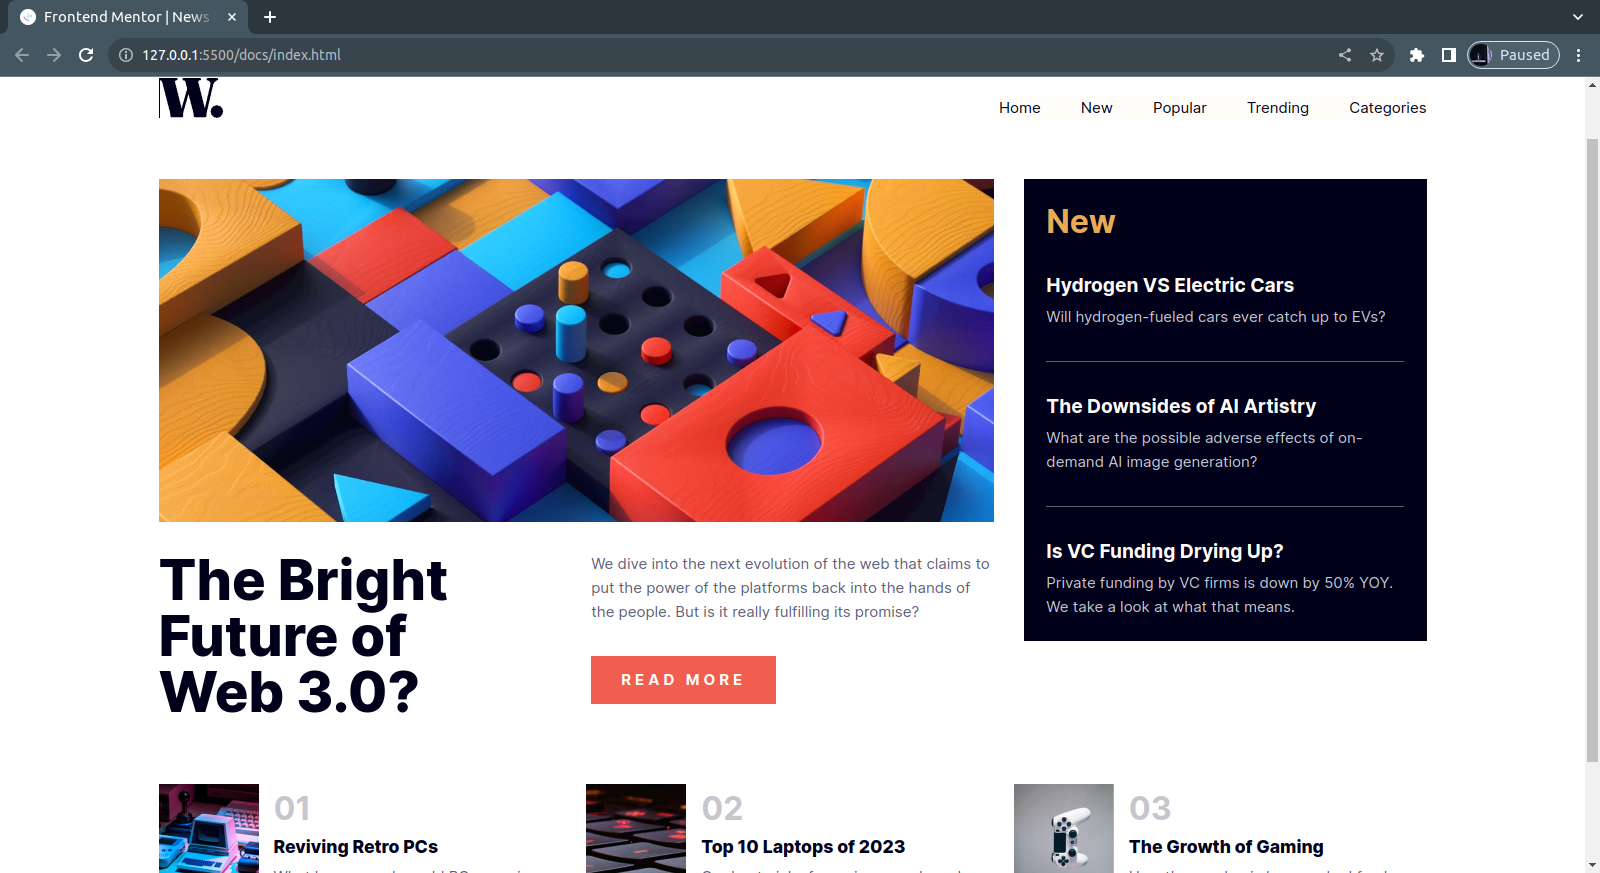 Frontend Mentor | News
127.0.0.1:5500/docs/index.html
Paused
W.
Home New Popular Trending Categories
New
Hydrogen VS Electric Cars
Will hydrogen-fueled cars ever catch up to EVs?
The Downsides of AI Artistry
What are the possible adverse effects of on-
demand AI image generation?
Is VC Funding Drying Up?
Private funding by VC firms is down by 50% YOY.
We take a look at what that means.
The Bright
Future of
Web 3.0?
We dive into the next evolution of the web that claims to
put the power of the platforms back into the hands of
the people. But is it really fulfilling its promise?
READ MORE
01
Reviving Retro PCs
02
Top 10 Laptops of 2023
03
The Growth of Gaming